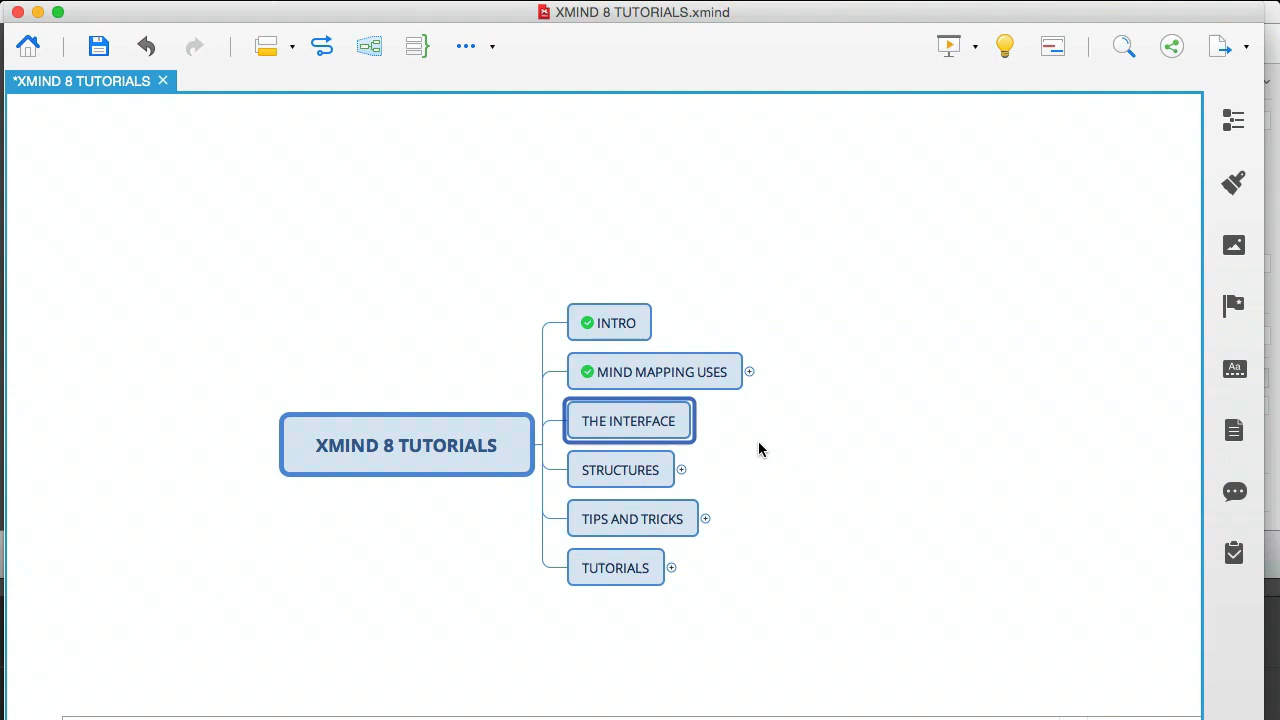 XMIND 8 TUTORIALS.xmind
*XMIND 8 TUTORIALS
INTRO
MIND MAPPING USES
THE INTERFACE
XMIND 8 TUTORIALS
STRUCTURES
TIPS AND TRICKS
TUTORIALS
Aa